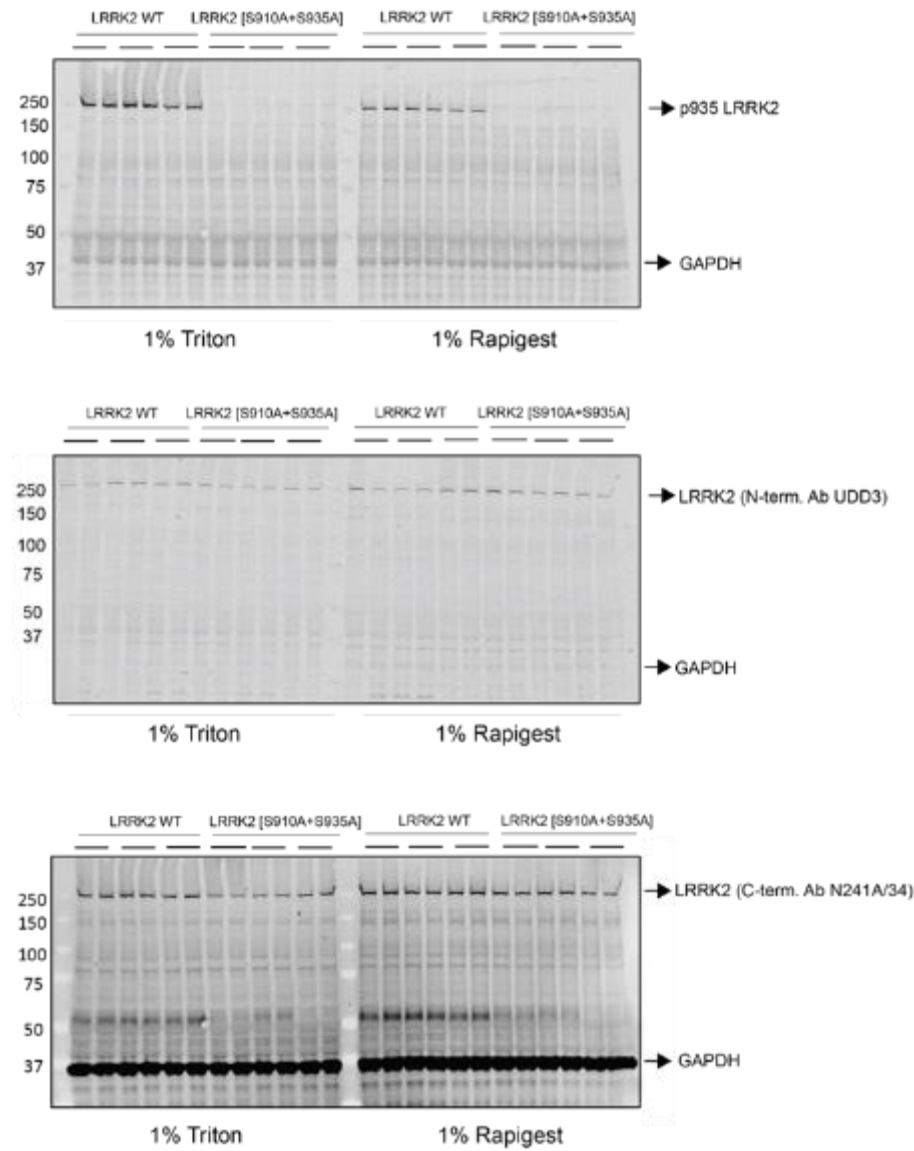 LRRK2 WT LRRK2 [S910A+S935A] LRRK2 WT LRRK2 [S910A+S935A]
250
150
100
75
50
37
p935 LRRK2
GAPDH
1% Triton 1% Rapigest
LRRK2 WT LRRK2 [S910A+S935A] LRRK2 WT LRRK2 [S910A+S935A]
250
150
100
75
50
37
LRRK2 (N-term. Ab UDD3)
GAPDH
1% Triton 1% Rapigest
LRRK2 WT LRRK2 [S910A+S935A] LRRK2 WT LRRK2 [S910A+S935A]
250
150
100
75
50
37
LRRK2 (C-term. Ab N241A/34)
GAPDH
1% Triton 1% Rapigest